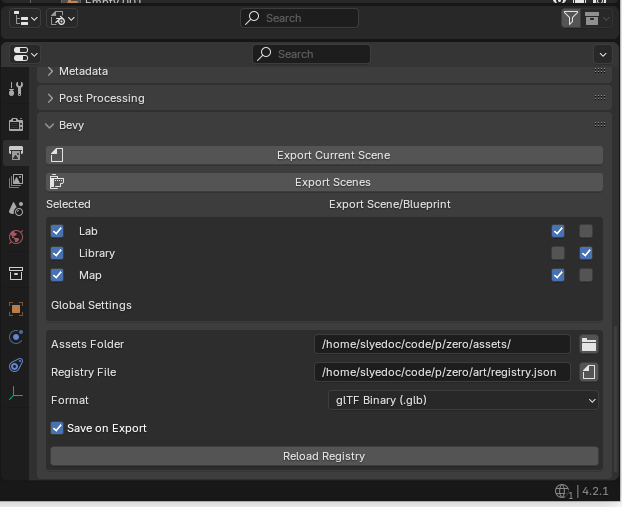 Search
Search
Metadata
Post Processing
Bevy
Export Current Scene
Export Scenes
Selected Export Scene/Blueprint
Lab
Library
Map
Global Settings
Assets Folder /home/slyedoc/code/p/zero/assets/
Registry File /home/slyedoc/code/p/zero/art/registry.json
Format glTF Binary (.glb)
Save on Export
Reload Registry
1 | 4.2.1